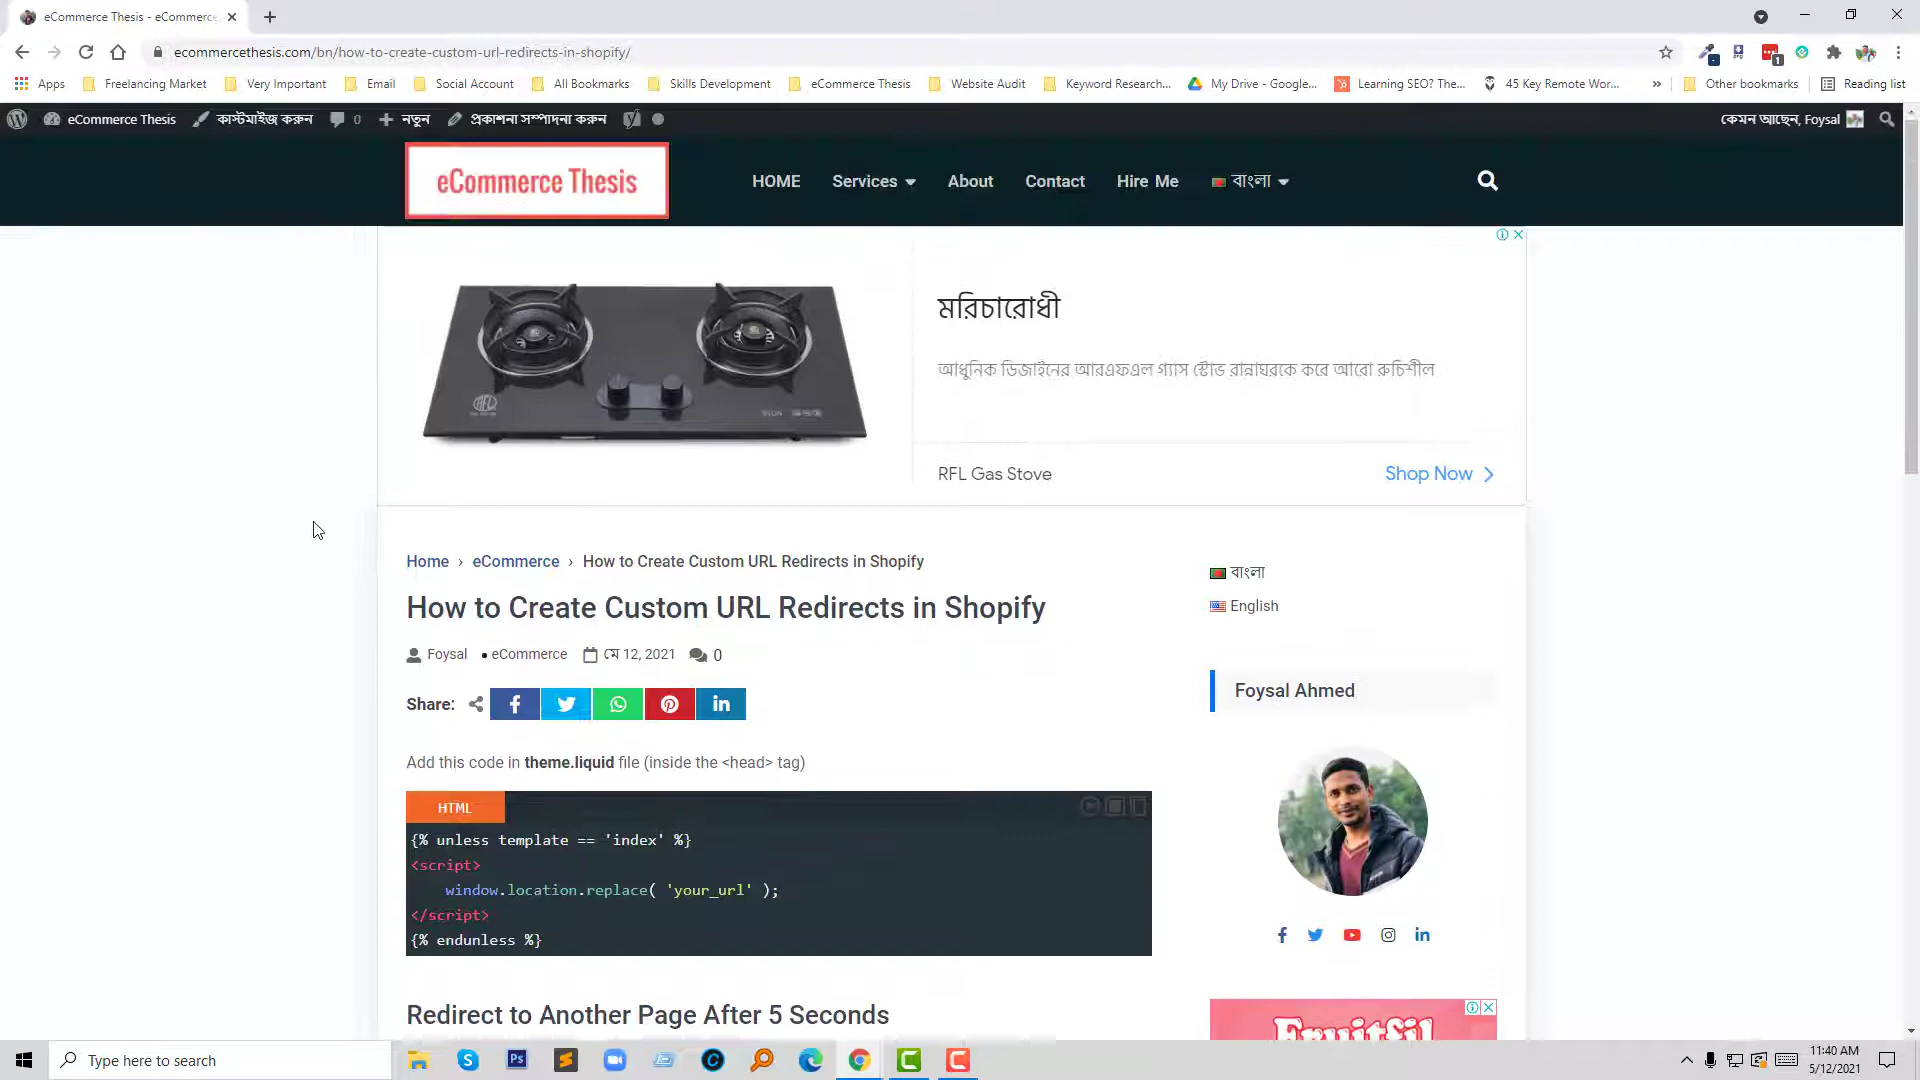 eCommerce Thesis - eCommerce
ecommercethesis.com/bn/how-to-create-custom-url-redirects-in-shopify/
1
Apps
Freelancing Market
Very Important
Email
Social Account
All Bookmarks
Skills Development
eCommerce Thesis
Website Audit
Keyword Research...
My Drive - Google...
Learning SEO? The...
45 Key Remote Wor...
»
Other bookmarks
Reading list
eCommerce Thesis
কাস্টমাইজ করুন
0
নতুন
প্রকাশনা সম্পাদনা করুন
কেমন আছেন, Foysal
eCommerce Thesis
HOME
Services
About
Contact
Hire Me
বাংলা
মরিচারোধী
আধুনিক ডিজাইনের আরএফএল গ্যাস স্টোভ রান্নাঘরকে করে আরো রুচিশীল
RFL
RFL Gas Stove
Shop Now
Home › eCommerce › How to Create Custom URL Redirects in Shopify
How to Create Custom URL Redirects in Shopify
Foysal
eCommerce
মে 12, 2021
0
Share:
Add this code in theme.liquid file (inside the <head> tag)
HTML
{% unless template == 'index' %}
<script>
window.location.replace( 'your_url' );
</script>
{% endunless %}
Redirect to Another Page After 5 Seconds
বাংলা
English
Foysal Ahmed
Fruitfil
Type here to search
11:40 AM
5/12/2021